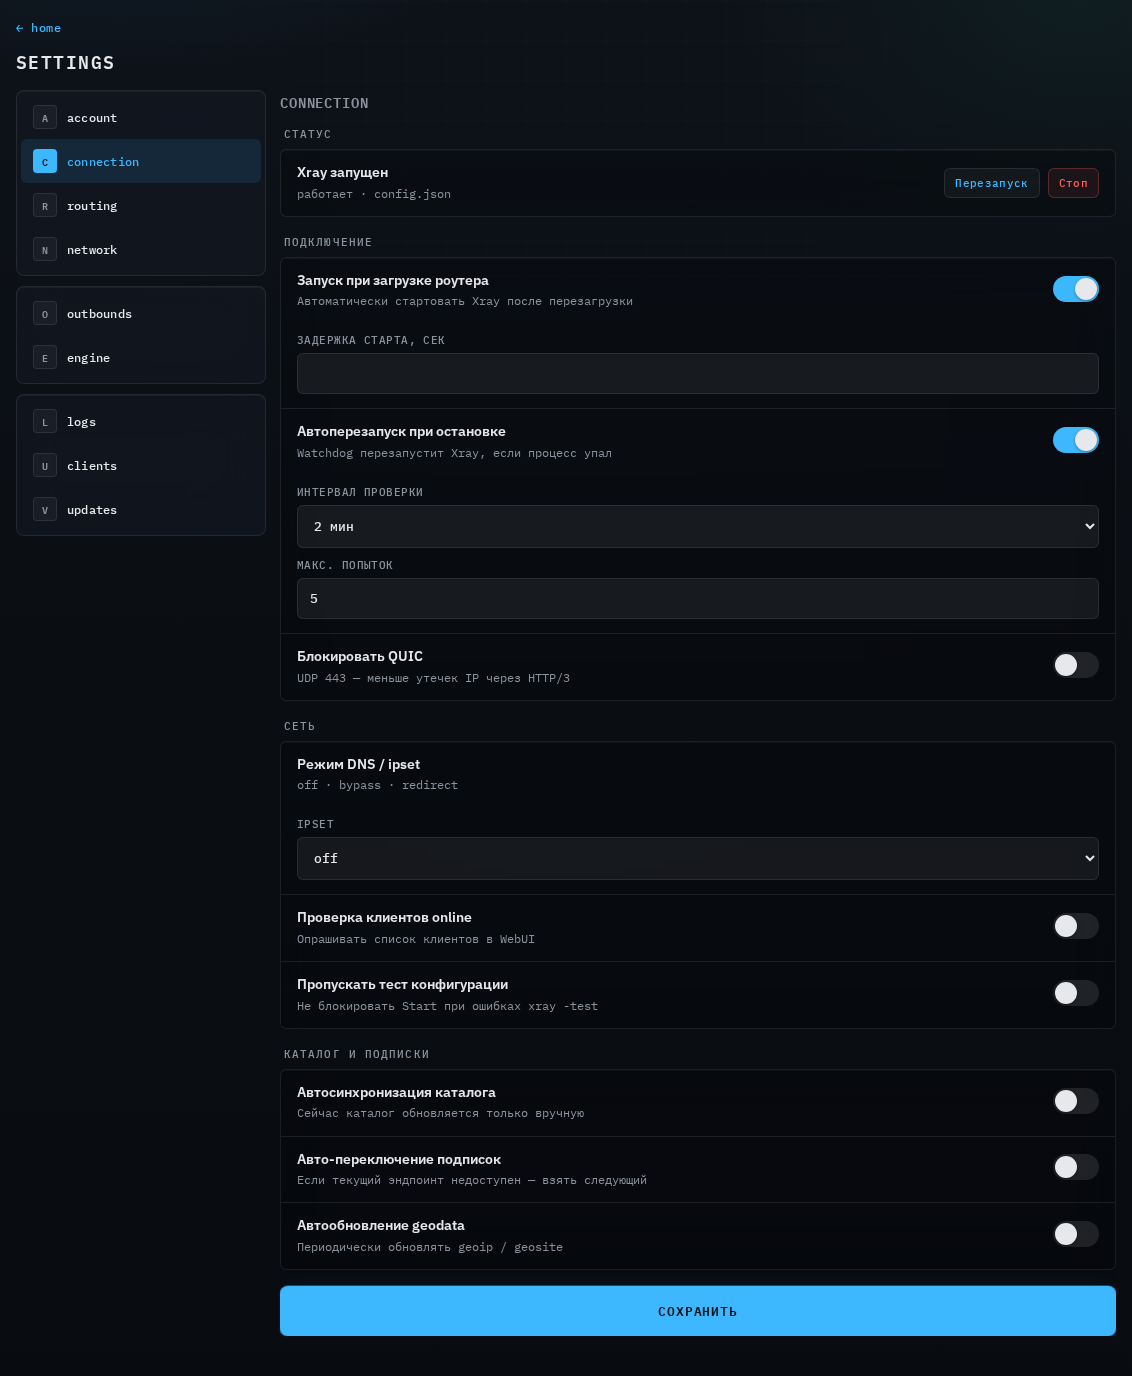 ← home
SETTINGS
A account
C connection
R routing
N network
O outbounds
E engine
L logs
U clients
V updates
CONNECTION
СТАТУС
Xray запущен
работает · config.json
Перезапуск Стоп
ПОДКЛЮЧЕНИЕ
Запуск при загрузке роутера
Автоматически стартовать Xray после перезагрузки
ЗАДЕРЖКА СТАРТА, СЕК
Автоперезапуск при остановке
Watchdog перезапустит Xray, если процесс упал
ИНТЕРВАЛ ПРОВЕРКИ
2 мин
МАКС. ПОПЫТОК
5
Блокировать QUIC
UDP 443 — меньше утечек IP через HTTP/3
СЕТЬ
Режим DNS / ipset
off · bypass · redirect
IPSET
off
Проверка клиентов online
Опрашивать список клиентов в WebUI
Пропускать тест конфигурации
Не блокировать Start при ошибках xray -test
КАТАЛОГ И ПОДПИСКИ
Автосинхронизация каталога
Сейчас каталог обновляется только вручную
Авто-переключение подписок
Если текущий эндпоинт недоступен — взять следующий
Автообновление geodata
Периодически обновлять geoip / geosite
СОХРАНИТЬ